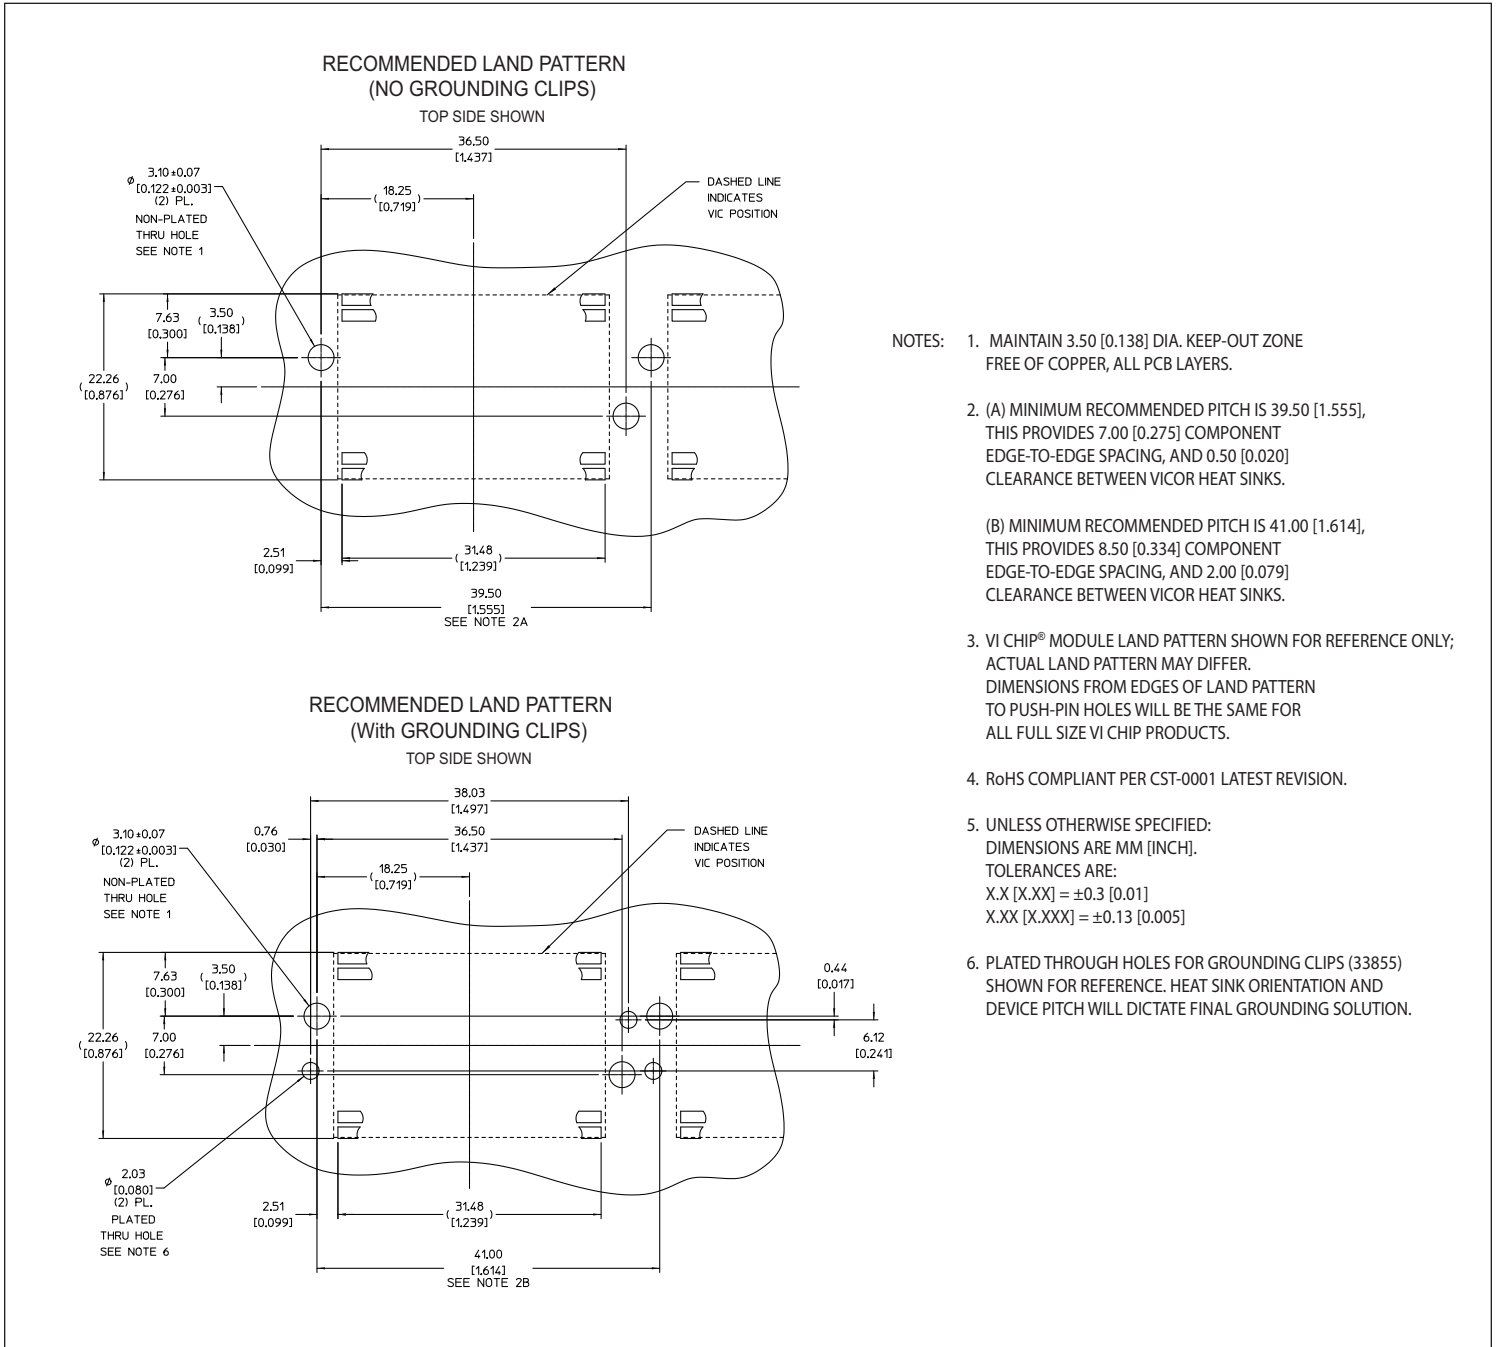 RECOMMENDED LAND PATTERN
(NO GROUNDING CLIPS)
TOP SIDE SHOWN
36.50
[1.437]
ø 3.10 ±0.07
[0.122 ±0.003]
(2) PL.
NON-PLATED
THRU HOLE
SEE NOTE 1
(18.25)
[0.719]
DASHED LINE
INDICATES
VIC POSITION
7.63
[0.300]
(3.50)
[0.138]
(22.26)
[0.876]
7.00
[0.276]
2.51
[0.099]
(31.48)
[1.239]
39.50
[1.555]
SEE NOTE 2A
RECOMMENDED LAND PATTERN
(With GROUNDING CLIPS)
TOP SIDE SHOWN
38.03
[1.497]
ø 3.10 ±0.07
[0.122 ±0.003]
(2) PL.
NON-PLATED
THRU HOLE
SEE NOTE 1
0.76
[0.030]
36.50
[1.437]
(18.25)
[0.719]
DASHED LINE
INDICATES
VIC POSITION
7.63
[0.300]
(3.50)
[0.138]
(22.26)
[0.876]
7.00
[0.276]
0.44
[0.017]
6.12
[0.241]
ø 2.03
[0.080]
(2) PL.
PLATED
THRU HOLE
SEE NOTE 6
2.51
[0.099]
(31.48)
[1.239]
41.00
[1.614]
SEE NOTE 2B
NOTES: 1. MAINTAIN 3.50 [0.138] DIA. KEEP-OUT ZONE
FREE OF COPPER, ALL PCB LAYERS.
2. (A) MINIMUM RECOMMENDED PITCH IS 39.50 [1.555],
THIS PROVIDES 7.00 [0.275] COMPONENT
EDGE-TO-EDGE SPACING, AND 0.50 [0.020]
CLEARANCE BETWEEN VICOR HEAT SINKS.
(B) MINIMUM RECOMMENDED PITCH IS 41.00 [1.614],
THIS PROVIDES 8.50 [0.334] COMPONENT
EDGE-TO-EDGE SPACING, AND 2.00 [0.079]
CLEARANCE BETWEEN VICOR HEAT SINKS.
3. VI CHIP® MODULE LAND PATTERN SHOWN FOR REFERENCE ONLY;
ACTUAL LAND PATTERN MAY DIFFER.
DIMENSIONS FROM EDGES OF LAND PATTERN
TO PUSH-PIN HOLES WILL BE THE SAME FOR
ALL FULL SIZE VI CHIP PRODUCTS.
4. RoHS COMPLIANT PER CST-0001 LATEST REVISION.
5. UNLESS OTHERWISE SPECIFIED:
DIMENSIONS ARE MM [INCH].
TOLERANCES ARE:
X.X [X.XX] = ±0.3 [0.01]
X.XX [X.XXX] = ±0.13 [0.005]
6. PLATED THROUGH HOLES FOR GROUNDING CLIPS (33855)
SHOWN FOR REFERENCE. HEAT SINK ORIENTATION AND
DEVICE PITCH WILL DICTATE FINAL GROUNDING SOLUTION.